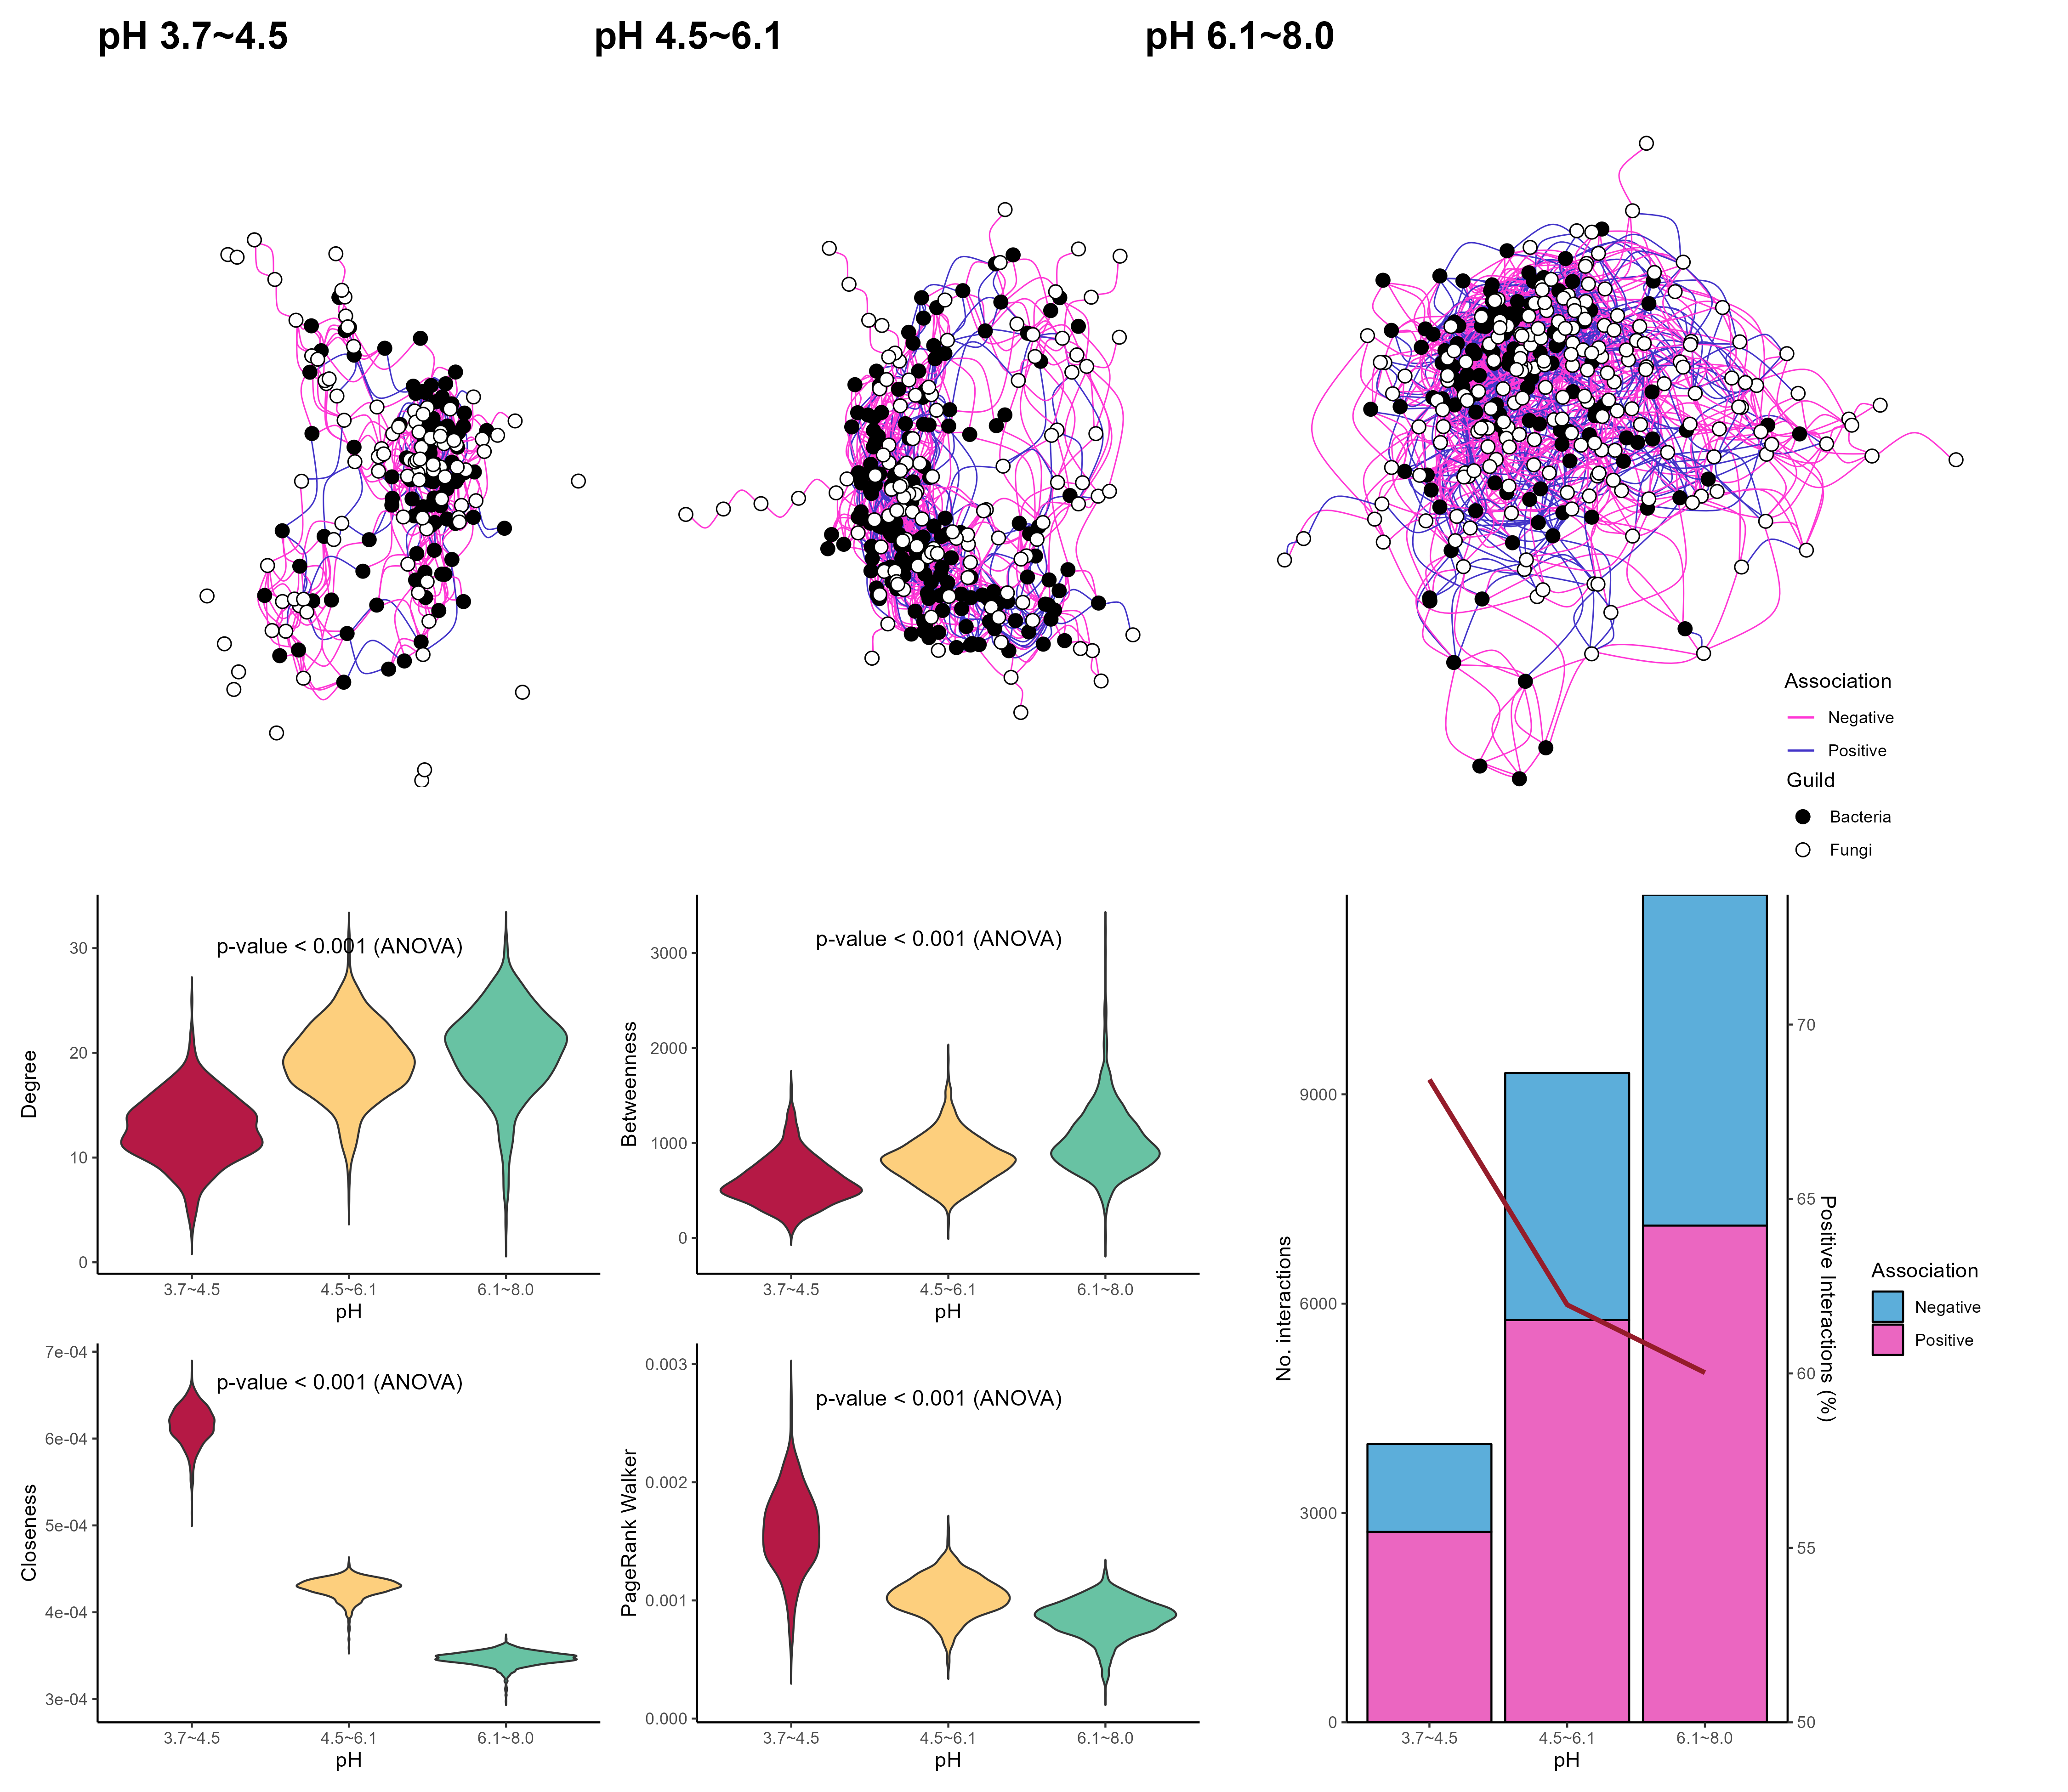 pH 3.7~4.5
pH 4.5~6.1
pH 6.1~8.0
Association
Negative
Positive
Guild
Bacteria
Fungi
p-value < 0.001 (ANOVA)
Degree
30
20
10
0
3.7~4.5
4.5~6.1
6.1~8.0
pH
p-value < 0.001 (ANOVA)
Betweenness
3000
2000
1000
0
3.7~4.5
4.5~6.1
6.1~8.0
pH
p-value < 0.001 (ANOVA)
Closeness
7e-04
6e-04
5e-04
4e-04
3e-04
3.7~4.5
4.5~6.1
6.1~8.0
pH
p-value < 0.001 (ANOVA)
PageRank Walker
0.003
0.002
0.001
0.000
3.7~4.5
4.5~6.1
6.1~8.0
pH
No. interactions
9000
6000
3000
0
3.7~4.5
4.5~6.1
6.1~8.0
pH
70
65
60
55
50
Positive Interactions (%)
Association
Negative
Positive